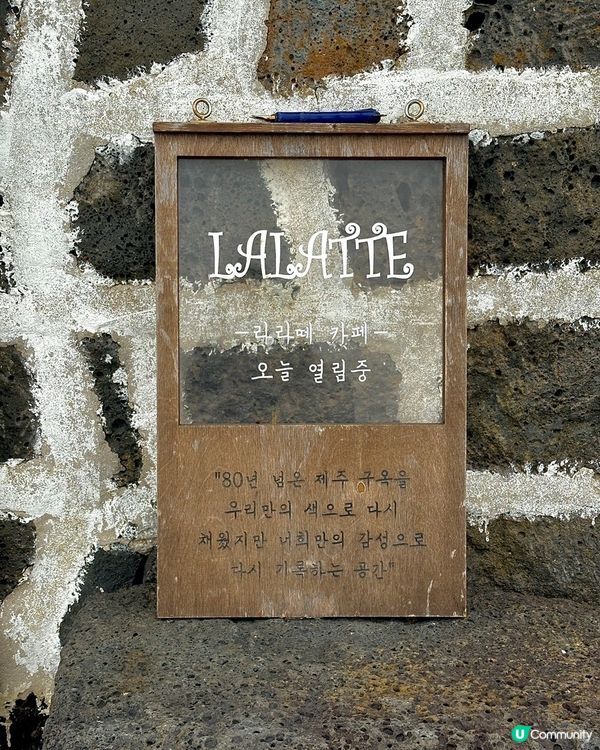 LALATTE
-라라떼 카페-
오늘 열림중
"80년 넘은 제주 구옥을
우리만의 색으로 다시
채웠지만 너희만의 감성으로
다시 기록하는 공간"
U Community